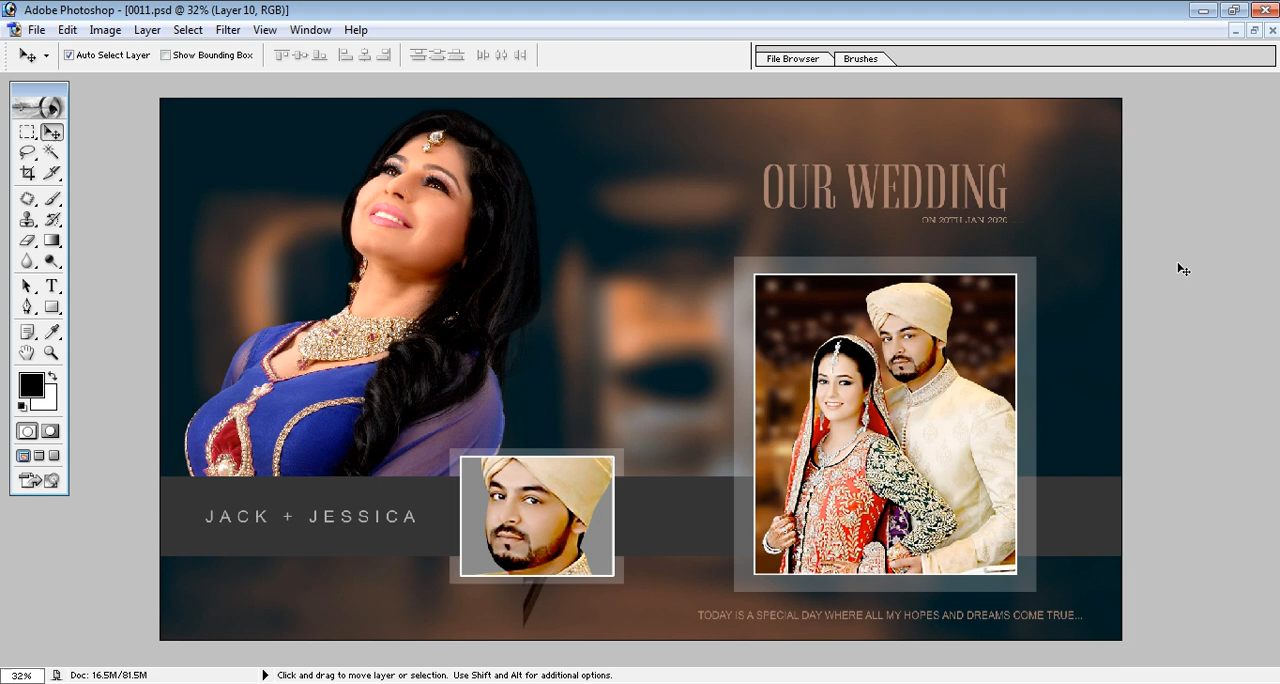 Adobe Photoshop - [0011.psd @ 32% (Layer 10, RGB)]
File Edit Image Layer Select Filter View Window Help
Auto Select Layer Show Bounding Box File Browser Brushes
OUR WEDDING
ON 20TH JAN 2020
JACK + JESSICA
TODAY IS A SPECIAL DAY WHERE ALL MY HOPES AND DREAMS COME TRUE...
32% Doc: 16.5M/81.5M Click and drag to move layer or selection. Use Shift and Alt for additional options.